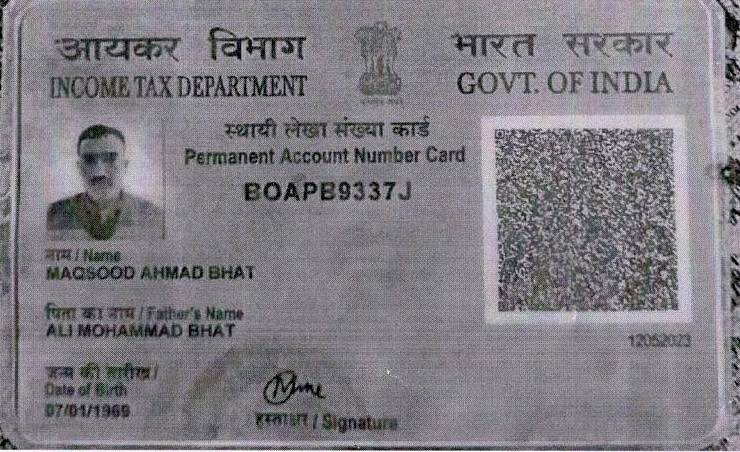 आयकर विभाग
INCOME TAX DEPARTMENT
भारत सरकार
GOVT. OF INDIA
स्थायी लेखा संख्या कार्ड
Permanent Account Number Card
BOAPB9337J
नाम / Name
MAQSOOD AHMAD BHAT
पिता का नाम / Father's Name
ALI MOHAMMAD BHAT
जन्म की तारीख /
Date of Birth
07/01/1969
हस्ताक्षर / Signature
12052023